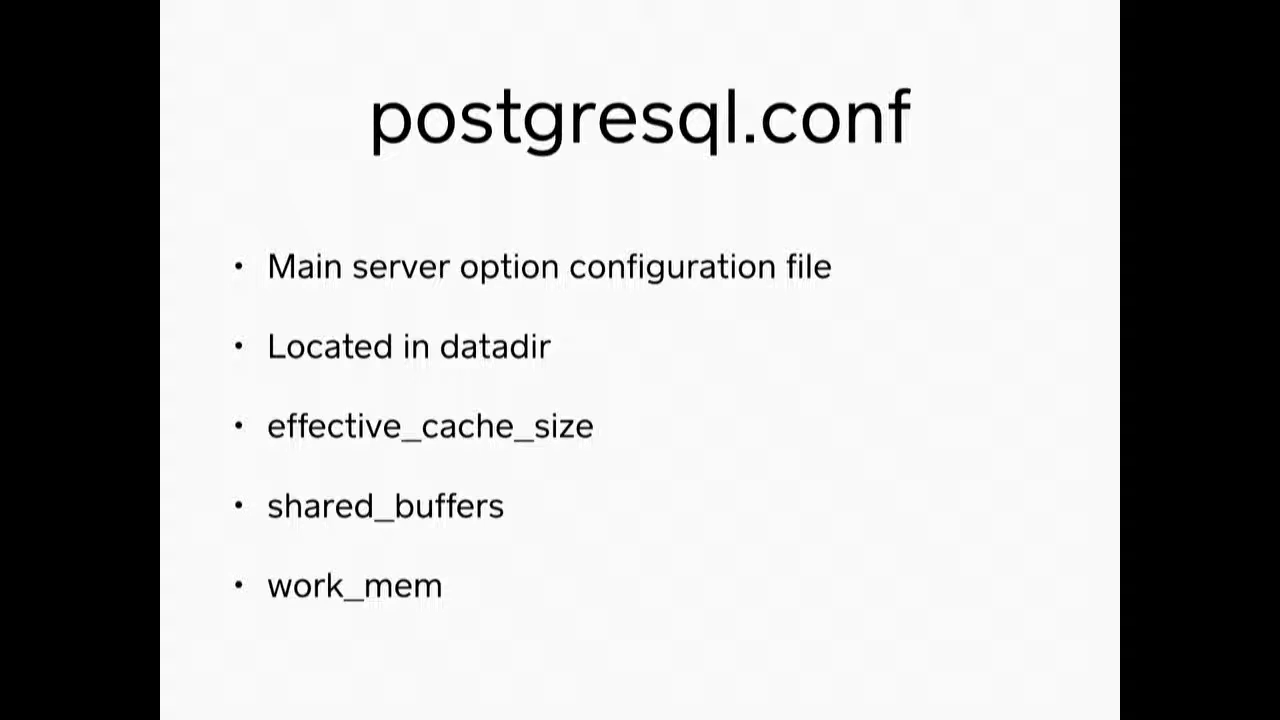 postgresql.conf
• Main server option configuration file
• Located in datadir
• effective_cache_size
• shared_buffers
• work_mem